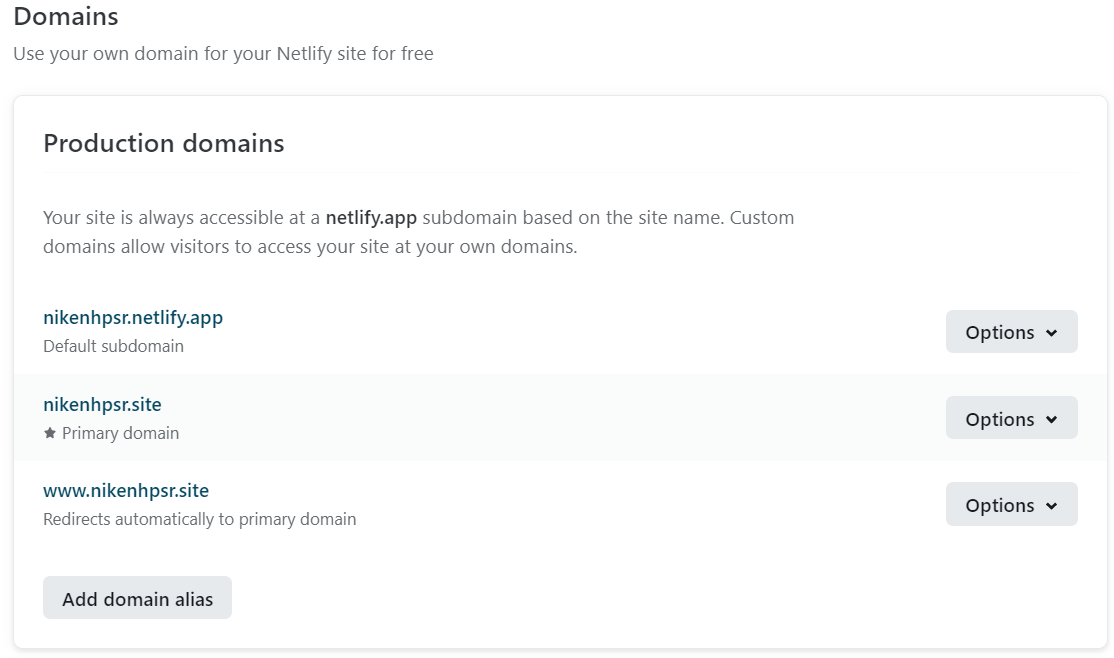 Domains
Use your own domain for your Netlify site for free
Production domains
Your site is always accessible at a netlify.app subdomain based on the site name. Custom
domains allow visitors to access your site at your own domains.
nikenhpsr.netlify.app
Default subdomain
Options
nikenhpsr.site
★ Primary domain
Options
www.nikenhpsr.site
Redirects automatically to primary domain
Options
Add domain alias